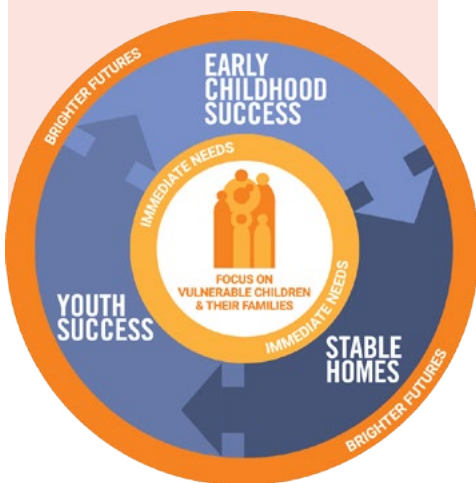 BRIGHTER FUTURES
EARLY
CHILDHOOD
SUCCESS
IMMEDIATE NEEDS
FOCUS ON
VULNERABLE CHILDREN
& THEIR FAMILIES
IMMEDIATE NEEDS
YOUTH
SUCCESS
STABLE
HOMES
BRIGHTER FUTURES